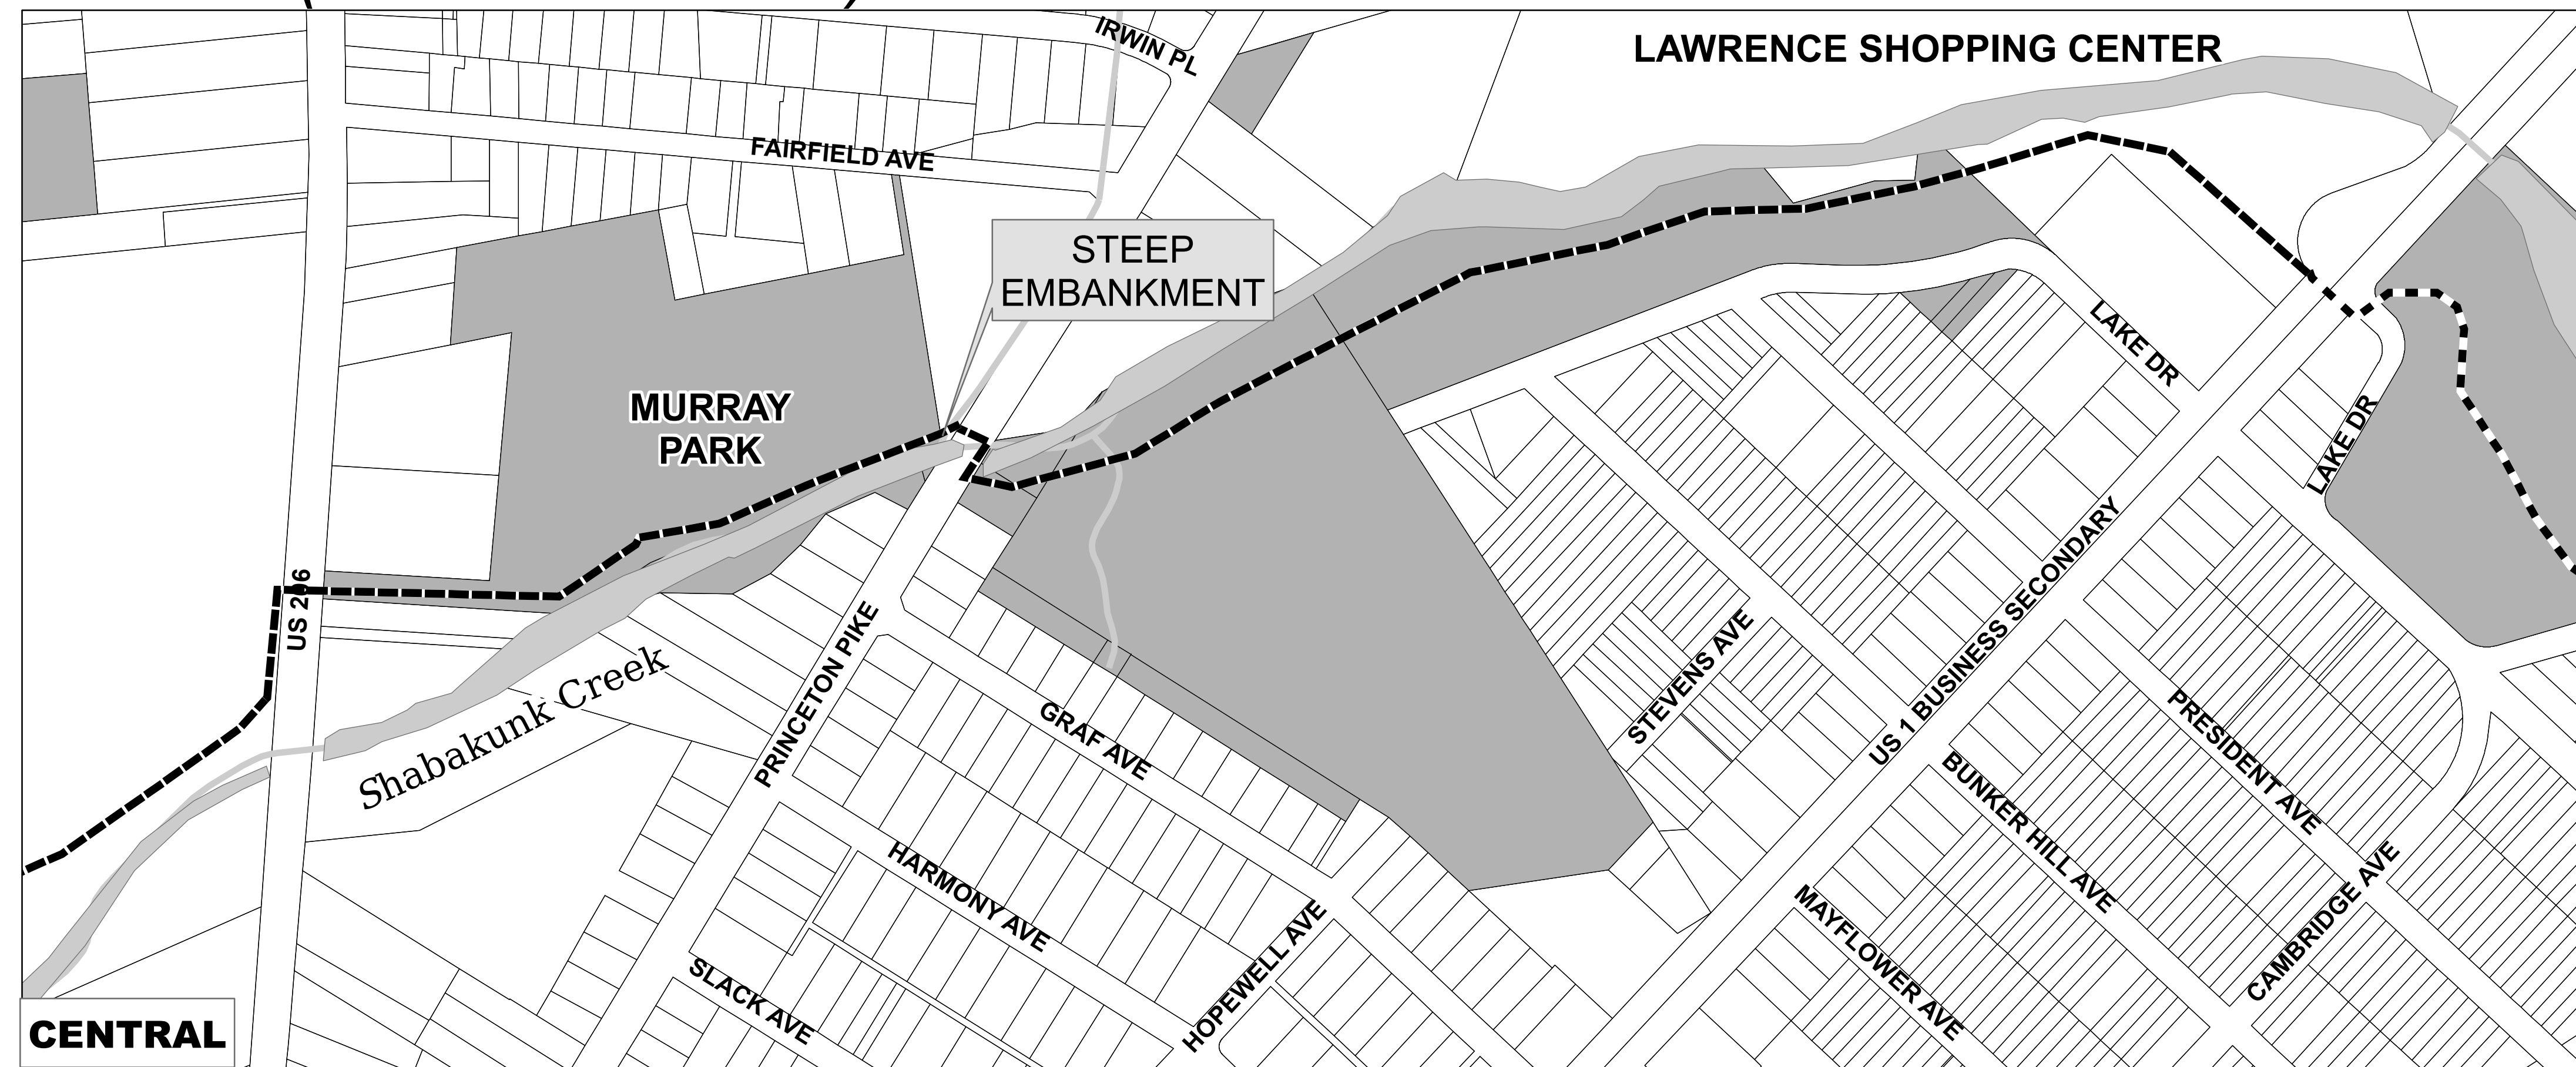 IRWIN PL
LAWRENCE SHOPPING CENTER
FAIRFIELD AVE
STEEP
EMBANKMENT
LAKE DR
MURRAY
PARK
LAKE DR
US 206
US 1 BUSINESS SECONDARY
Shabakunk Creek
PRINCETON PIKE
STEVENS AVE
GRAF AVE
PRESIDENT AVE
BUNKER HILL AVE
HARMONY AVE
CAMBRIDGE AVE
MAYFLOWER AVE
HOPEWELL AVE
SLACK AVE
CENTRAL